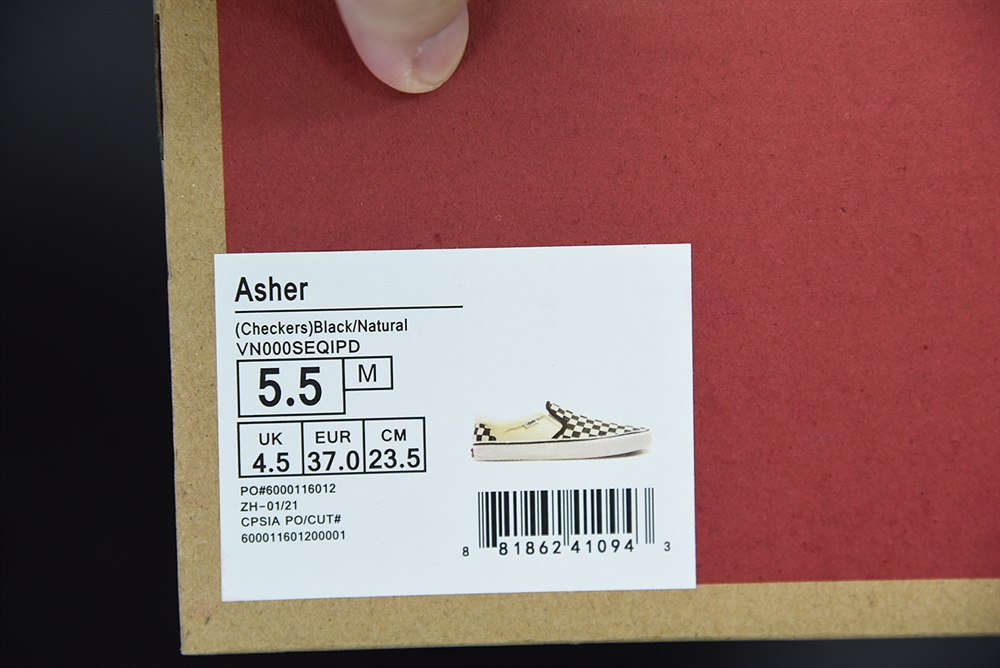 Asher
(Checkers)Black/Natural
VN000SEQIPD
5.5 M
UK EUR CM
4.5 37.0 23.5
PO#6000116012
ZH-01/21
CPSIA PO/CUT#
600011601200001
8 81862 41094 3